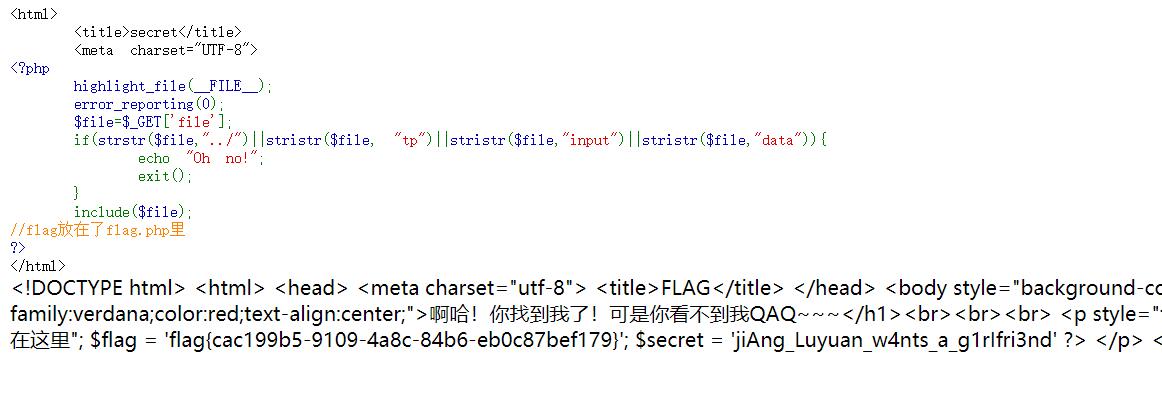 <html>
<title>secret</title>
<meta charset="UTF-8">
<?php
highlight_file(__FILE__);
error_reporting(0);
$file=$_GET['file'];
if(strstr($file,"../")||stristr($file, "tp")||stristr($file,"input")||stristr($file,"data")){
echo "Oh no!";
exit();
}
include($file);
//flag放在了flag.php里
?>
</html>
<!DOCTYPE html> <html> <head> <meta charset="utf-8"> <title>FLAG</title> </head> <body style="background-co
family:verdana;color:red;text-align:center;">啊哈！你找到我了！可是你看不到我QAQ~~~</h1><br><br><br> <p style="
在这里"; $flag = 'flag{cac199b5-9109-4a8c-84b6-eb0c87bef179}'; $secret = 'jiAng_Luyuan_w4nts_a_g1rIfri3nd' ?> </p> <